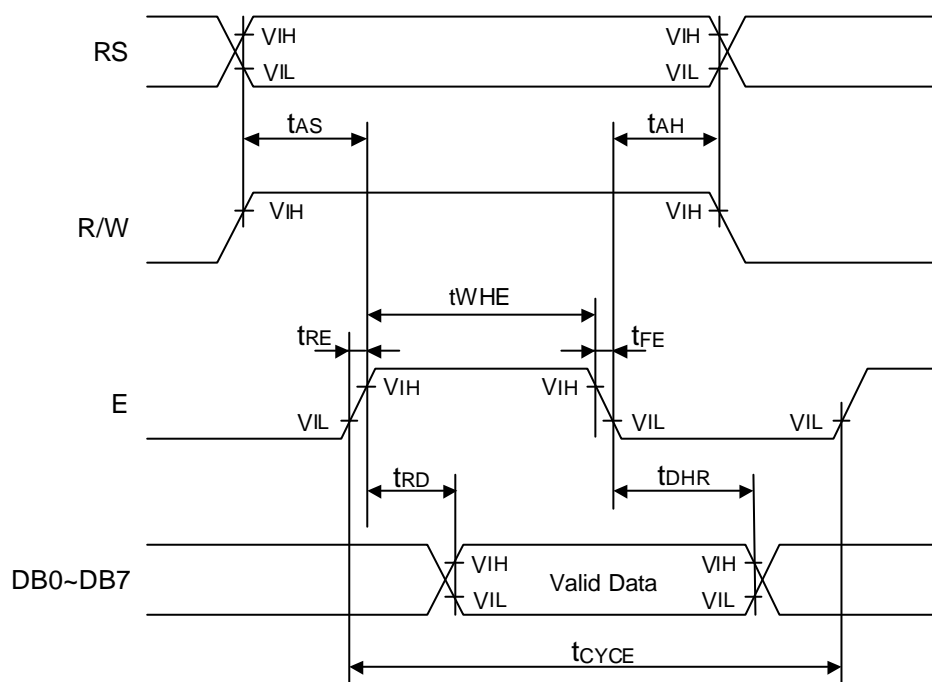 RS
VIH
VIH
VIL
VIL
tAS
tAH
R/W
VIH
VIH
tWHE
tRE
tFE
E
VIH
VIH
VIL
VIL
VIL
tRD
tDHR
DB0~DB7
VIH
Valid Data
VIH
VIL
VIL
tCYCE